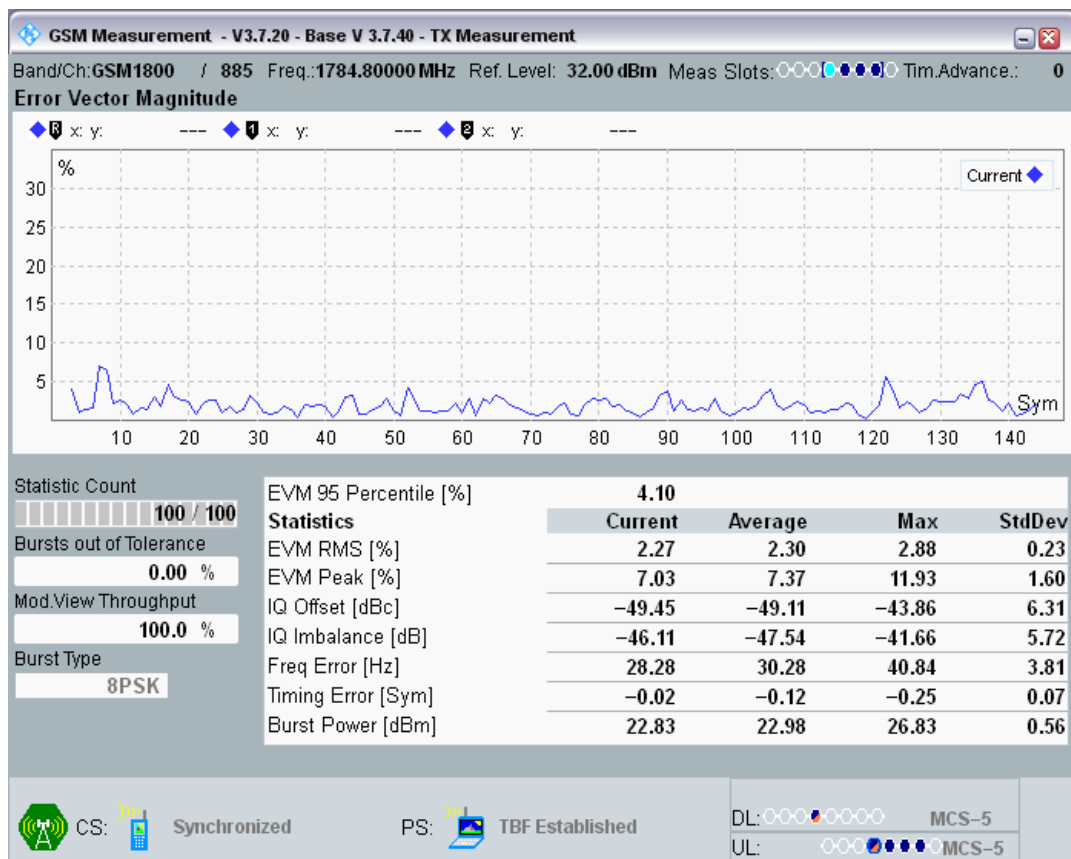 GSM Measurement - V3.7.20 - Base V 3.7.40 - TX Measurement
Band/Ch:GSM1800 / 885 Freq.:1784.80000 MHz Ref. Level: 32.00 dBm Meas Slots: Tim.Advance.: 0
Error Vector Magnitude
R x: y: --- 1 x: y: --- 2 x: y: ---
%
Current
30
25
20
15
10
5
Sym
10 20 30 40 50 60 70 80 90 100 110 120 130 140
Statistic Count
100 / 100
Bursts out of Tolerance
0.00 %
Mod.View Throughput
100.0 %
Burst Type
8PSK
EVM 95 Percentile [%] 4.10
Statistics Current Average Max StdDev
EVM RMS [%] 2.27 2.30 2.88 0.23
EVM Peak [%] 7.03 7.37 11.93 1.60
IQ Offset [dBc] −49.45 −49.11 −43.86 6.31
IQ Imbalance [dB] −46.11 −47.54 −41.66 5.72
Freq Error [Hz] 28.28 30.28 40.84 3.81
Timing Error [Sym] −0.02 −0.12 −0.25 0.07
Burst Power [dBm] 22.83 22.98 26.83 0.56
CS: Synchronized PS: TBF Established
DL: MCS−5
UL: MCS−5